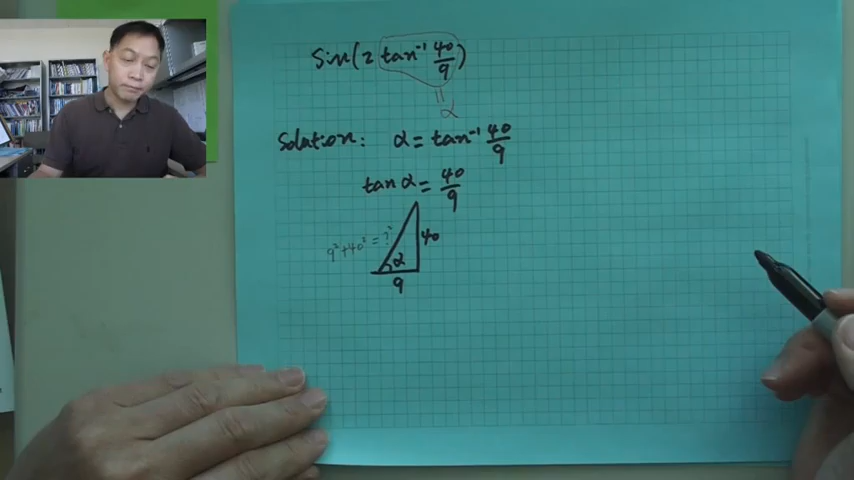 Sin(2 tan⁻¹ 40/9)
=
α
Solution: α = tan⁻¹ 40/9
tan α = 40/9
9² + 40² = ?²
40
α
9